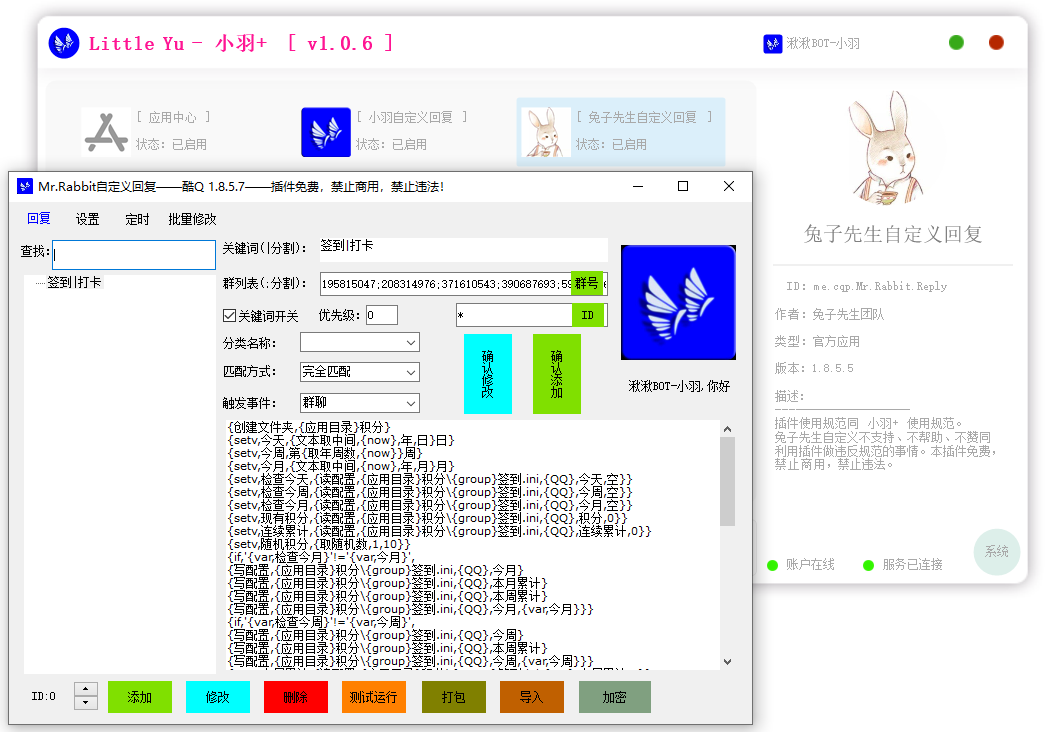 Little Yu - 小羽+ [ v1.0.6 ]
湫湫BOT-小羽
[ 应用中心 ]
状态: 已启用
[ 小羽自定义回复 ]
状态: 已启用
[ 兔子先生自定义回复 ]
状态: 已启用
兔子先生自定义回复
ID: me.cqp.Mr.Rabbit.Reply
作者: 兔子先生团队
类型: 官方应用
版本: 1.8.5.5
描述:
插件使用规范同 小羽+ 使用规范。
兔子先生自定义不支持、不帮助、不赞同
利用插件做违反规范的事情。本插件免费,
禁止商用，禁止违法。
账户在线
服务已连接
系统
Mr.Rabbit自定义回复——酷Q 1.8.5.7——插件免费，禁止商用，禁止违法!
回复 设置 定时 批量修改
查找:
签到|打卡
关键词(|分割): 签到|打卡
群列表(;分割): 195815047;208314976;371610543;390687693;59 群号
关键词开关 优先级: 0 * ID
分类名称:
匹配方式: 完全匹配
触发事件: 群聊
确认修改
确认添加
湫湫BOT-小羽,你好
{创建文件夹,{应用目录}积分}
{setv,今天,{文本取中间,{now},年,日}日}
{setv,今周,第{取年周数,{now}}周}
{setv,今月,{文本取中间,{now},年,月}月}
{setv,检查今天,{读配置,{应用目录}积分\{group}签到.ini,{QQ},今天,空}}
{setv,检查今周,{读配置,{应用目录}积分\{group}签到.ini,{QQ},今周,空}}
{setv,检查今月,{读配置,{应用目录}积分\{group}签到.ini,{QQ},今月,空}}
{setv,现有积分,{读配置,{应用目录}积分\{group}签到.ini,{QQ},积分,0}}
{setv,连续累计,{读配置,{应用目录}积分\{group}签到.ini,{QQ},连续累计,0}}
{setv,随机积分,{取随机数,1,10}}
{if,'{var,检查今月}'!='{var,今月}',
{写配置,{应用目录}积分\{group}签到.ini,{QQ},今月}
{写配置,{应用目录}积分\{group}签到.ini,{QQ},本月累计}
{写配置,{应用目录}积分\{group}签到.ini,{QQ},本周累计}
{写配置,{应用目录}积分\{group}签到.ini,{QQ},今月,{var,今月}}}
{if,'{var,检查今周}'!='{var,今周}',
{写配置,{应用目录}积分\{group}签到.ini,{QQ},今周}
{写配置,{应用目录}积分\{group}签到.ini,{QQ},本周累计}
{写配置,{应用目录}积分\{group}签到.ini,{QQ},今周,{var,今周}}}
ID:0 添加 修改 删除 测试运行 打包 导入 加密